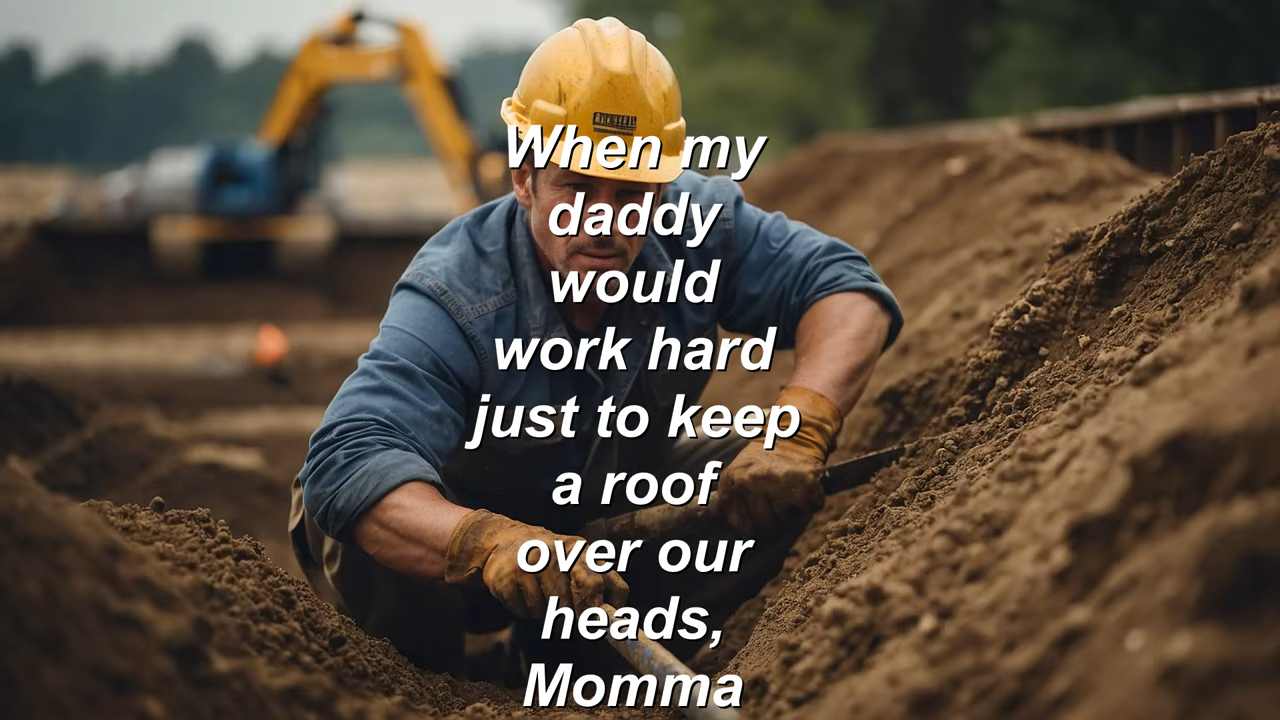 When my
daddy
would
work hard
just to keep
a roof
over our
heads,
Momma